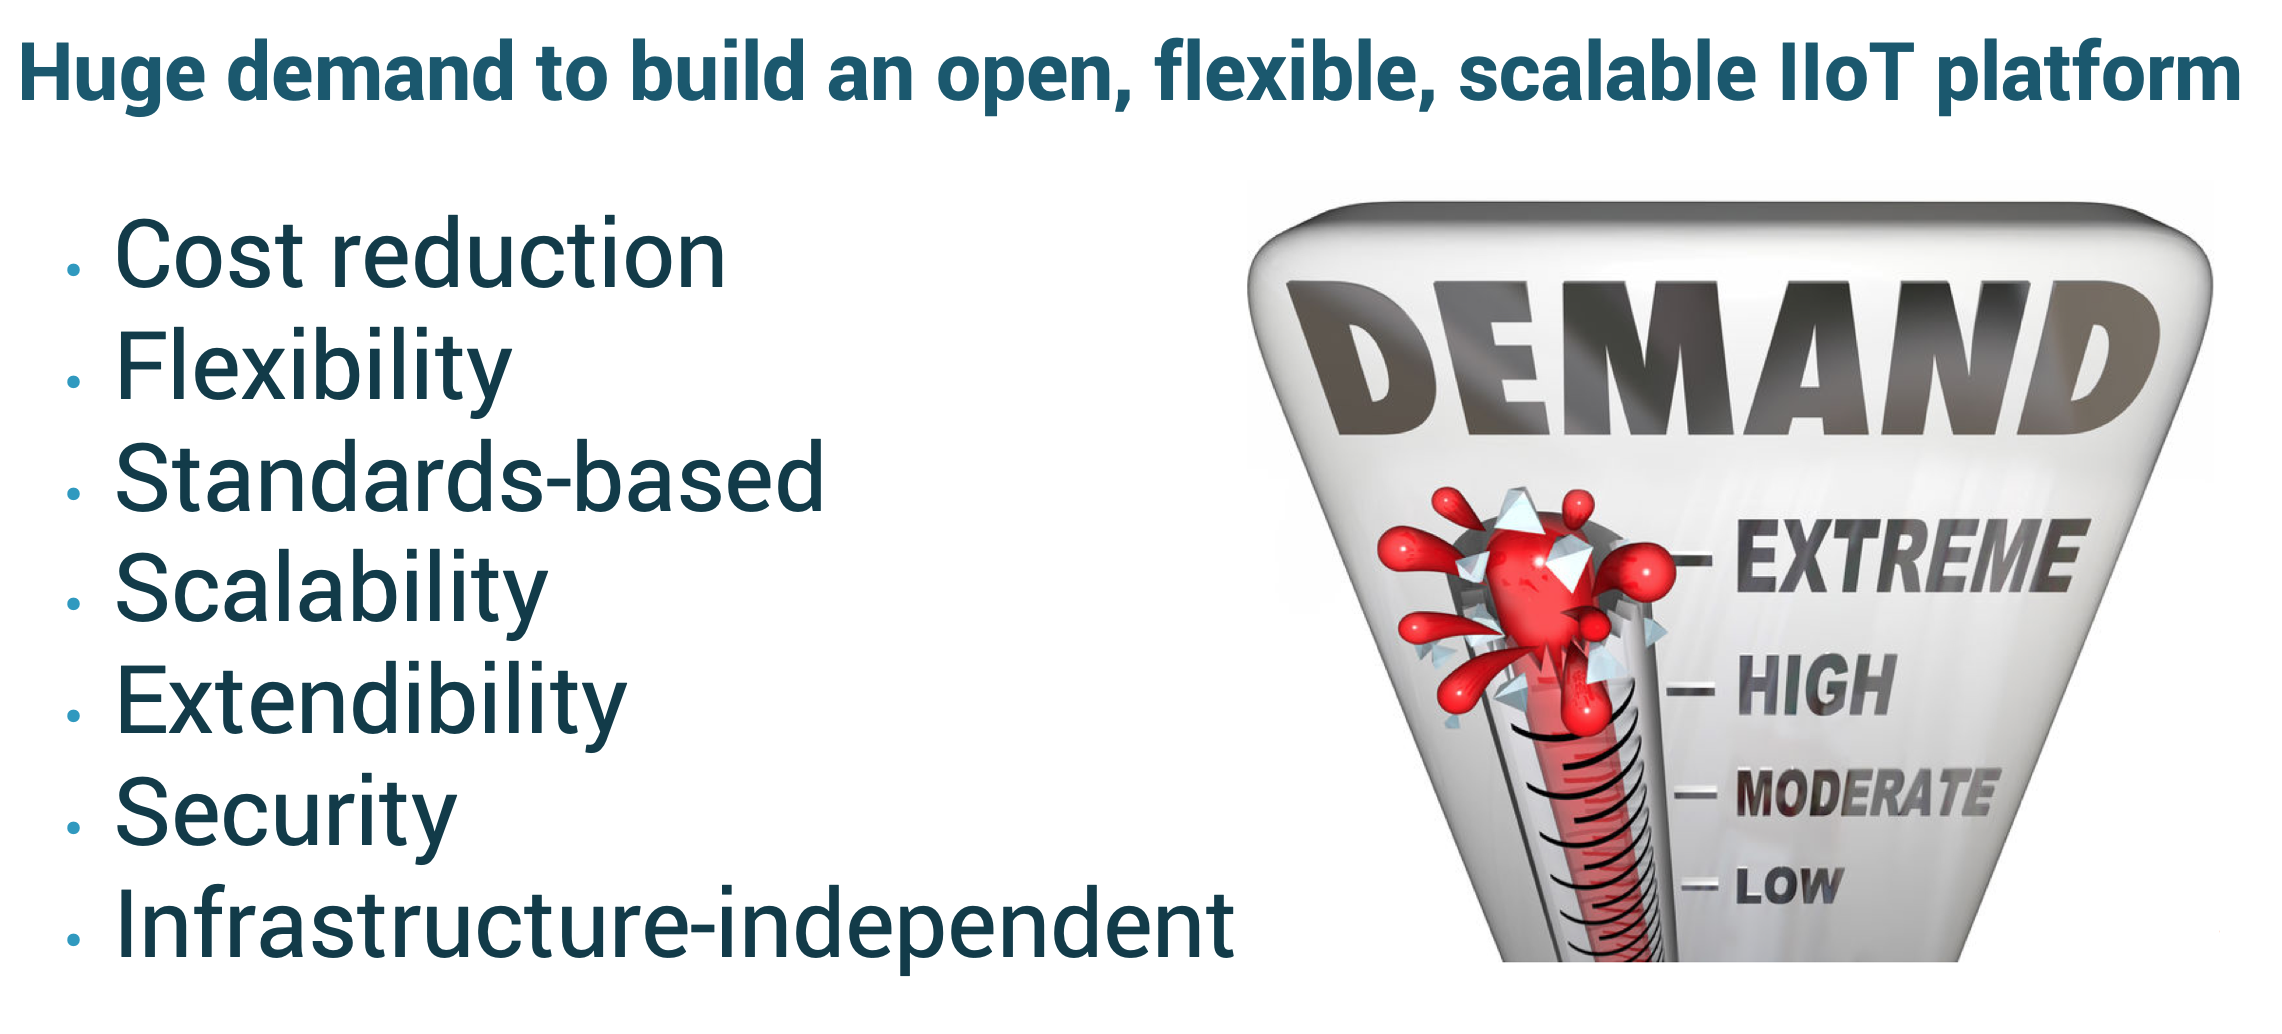 Huge demand to build an open, flexible, scalable IIoT platform
• Cost reduction
• Flexibility
• Standards-based
• Scalability
• Extendibility
• Security
• Infrastructure-independent
DEMAND
EXTREME
HIGH
MODERATE
LOW